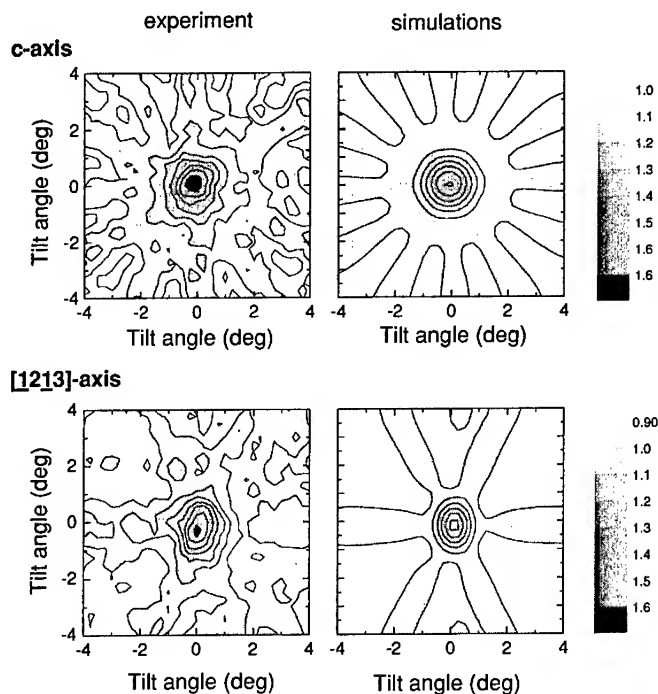 experiment
simulations
c-axis
4
2
0
-2
-4
Tilt angle (deg)
-4 -2 0 2 4
Tilt angle (deg)
-4 -2 0 2 4
Tilt angle (deg)
1.0
1.1
1.2
1.2
1.3
1.4
1.5
1.6
1.6
[1213]-axis
4
2
0
-2
-4
Tilt angle (deg)
-4 -2 0 2 4
Tilt angle (deg)
-4 -2 0 2 4
Tilt angle (deg)
0.90
1.0
1.1
1.2
1.3
1.4
1.5
1.6